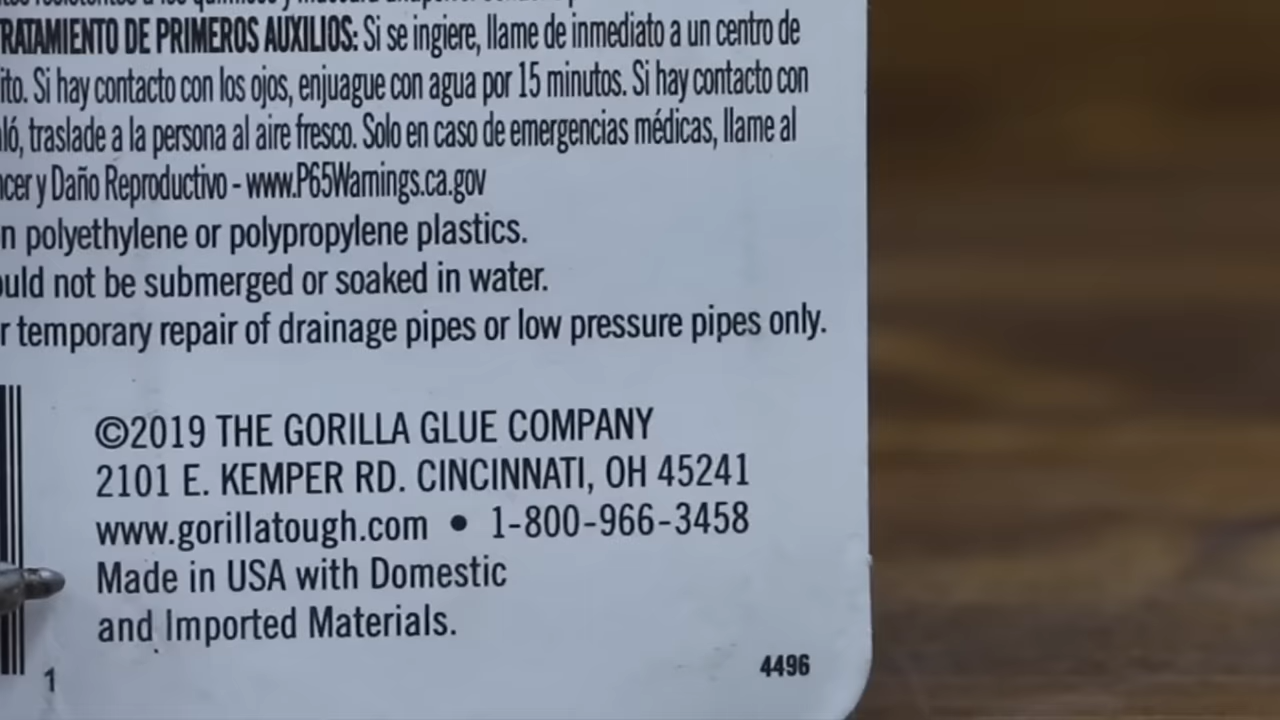 RATAMIENTO DE PRIMEROS AUXILIOS: Si se ingiere, llame de inmediato a un centro de
ito. Si hay contacto con los ojos, enjuague con agua por 15 minutos. Si hay contacto con
ló, traslade a la persona al aire fresco. Solo en caso de emergencias médicas, llame al
ncer y Daño Reproductivo - www.P65Warnings.ca.gov
n polyethylene or polypropylene plastics.
ould not be submerged or soaked in water.
r temporary repair of drainage pipes or low pressure pipes only.
©2019 THE GORILLA GLUE COMPANY
2101 E. KEMPER RD. CINCINNATI, OH 45241
www.gorillatough.com • 1-800-966-3458
Made in USA with Domestic
and Imported Materials.
4496
1